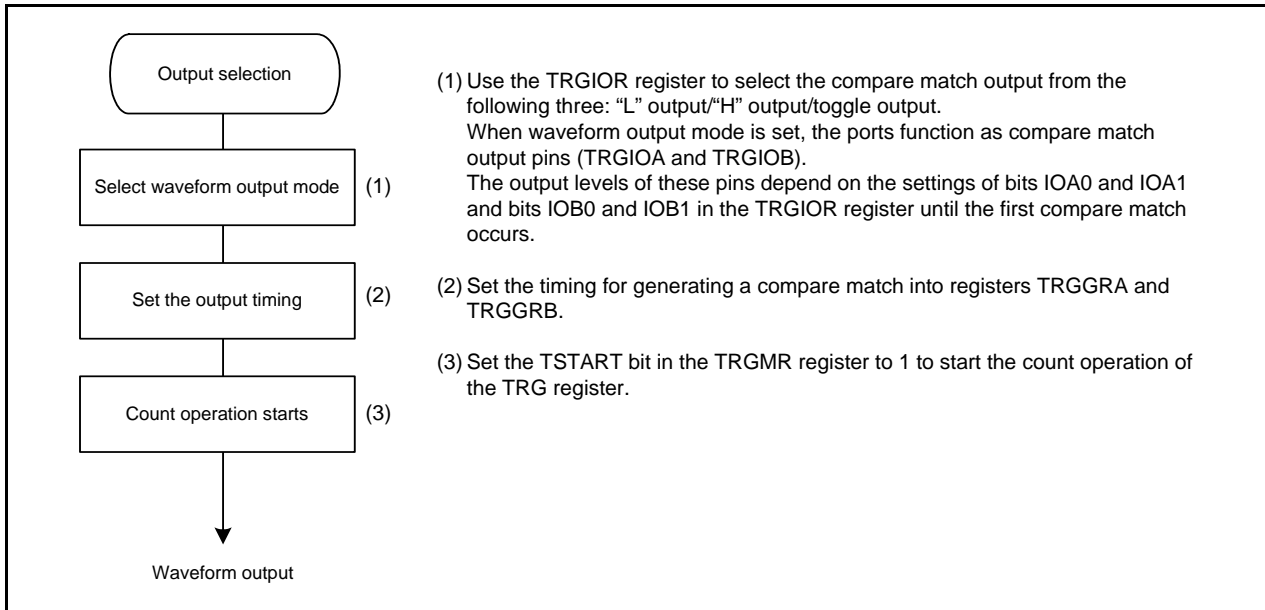 Output selection
Select waveform output mode
(1)
Set the output timing
(2)
Count operation starts
(3)
Waveform output
(1) Use the TRGIOR register to select the compare match output from the
following three: “L” output/“H” output/toggle output.
When waveform output mode is set, the ports function as compare match
output pins (TRGIOA and TRGIOB).
The output levels of these pins depend on the settings of bits IOA0 and IOA1
and bits IOB0 and IOB1 in the TRGIOR register until the first compare match
occurs.
(2) Set the timing for generating a compare match into registers TRGGRA and
TRGGRB.
(3) Set the TSTART bit in the TRGMR register to 1 to start the count operation of
the TRG register.